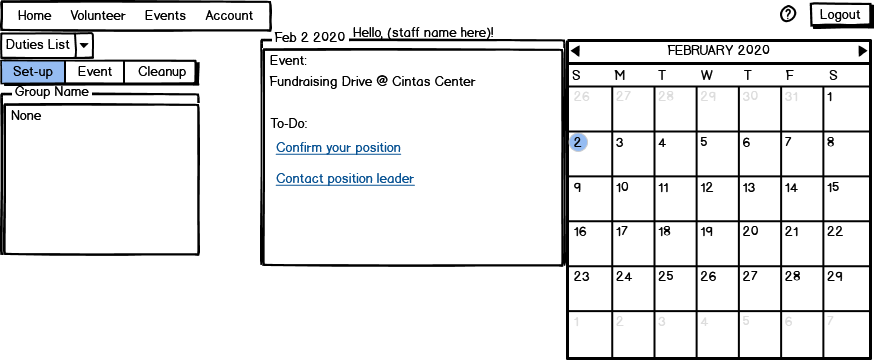 Home Volunteer Events Account
? Logout
Duties List
Set-up Event Cleanup
Group Name
None
Hello, (staff name here)!
Feb 2 2020
Event:
Fundraising Drive @ Cintas Center
To-Do:
Confirm your position
Contact position leader
FEBRUARY 2020
S M T W T F S
26 27 28 29 30 31 1
2 3 4 5 6 7 8
9 10 11 12 13 14 15
16 17 18 19 20 21 22
23 24 25 26 27 28 29
1 2 3 4 5 6 7